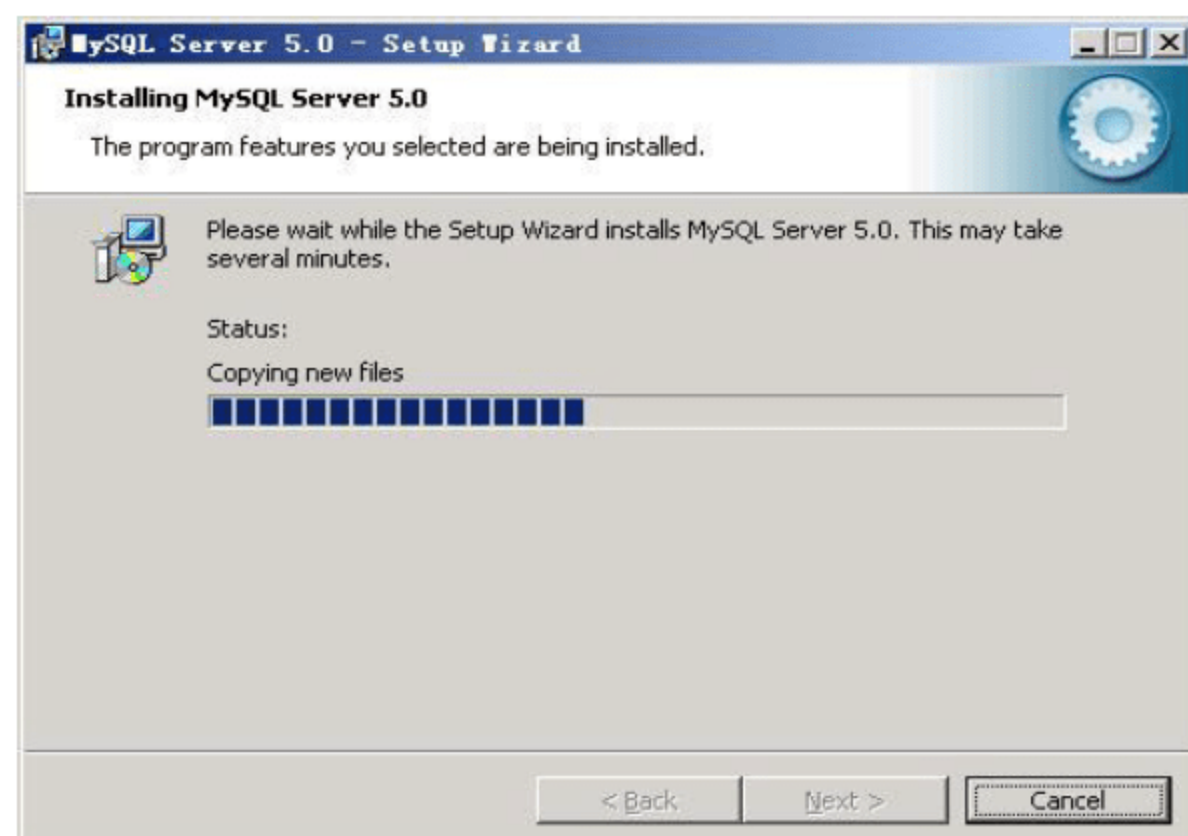 MySQL Server 5.0 - Setup Wizard
Installing MySQL Server 5.0
The program features you selected are being installed.
Please wait while the Setup Wizard installs MySQL Server 5.0. This may take
several minutes.
Status:
Copying new files
< Back
Next >
Cancel